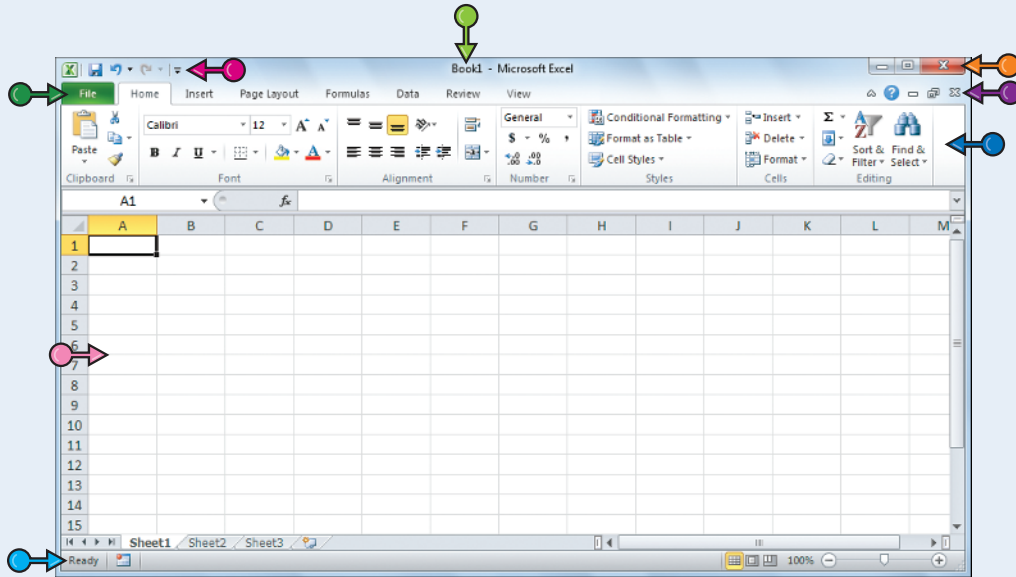 Book1 - Microsoft Excel
File Home Insert Page Layout Formulas Data Review View
Calibri 12 General Conditional Formatting Insert Σ
Paste B I U $ % , Format as Table Delete Sort & Find &
Cell Styles Format Filter Select
Clipboard Font Alignment Number Styles Cells Editing
A1 fx
A B C D E F G H I J K L M
1
2
3
4
5
6
7
8
9
10
11
12
13
14
15
Sheet1 Sheet2 Sheet3
Ready 100%